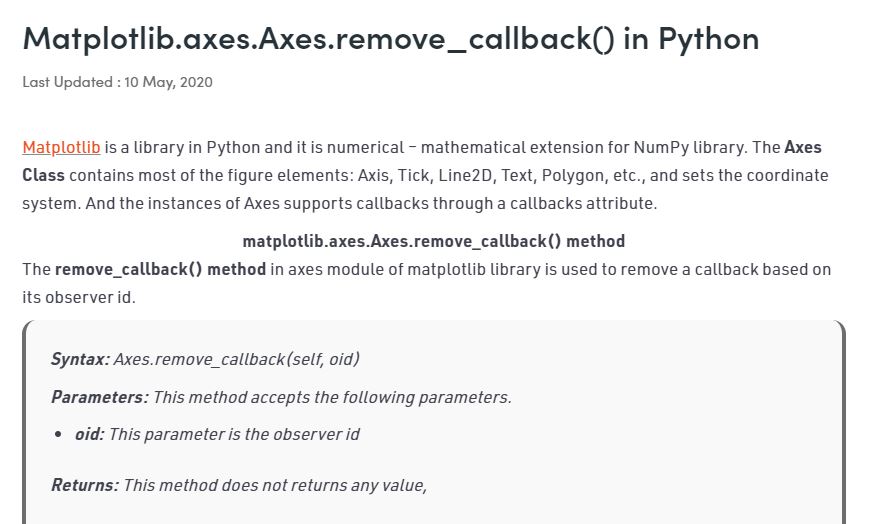 Matplotlib.axes.Axes.remove_callback() in Python
Last Updated : 10 May, 2020
Matplotlib is a library in Python and it is numerical – mathematical extension for NumPy library. The Axes
Class contains most of the figure elements: Axis, Tick, Line2D, Text, Polygon, etc., and sets the coordinate
system. And the instances of Axes supports callbacks through a callbacks attribute.
matplotlib.axes.Axes.remove_callback() method
The remove_callback() method in axes module of matplotlib library is used to remove a callback based on
its observer id.
Syntax: Axes.remove_callback(self, oid)
Parameters: This method accepts the following parameters.
• oid: This parameter is the observer id
Returns: This method does not returns any value,